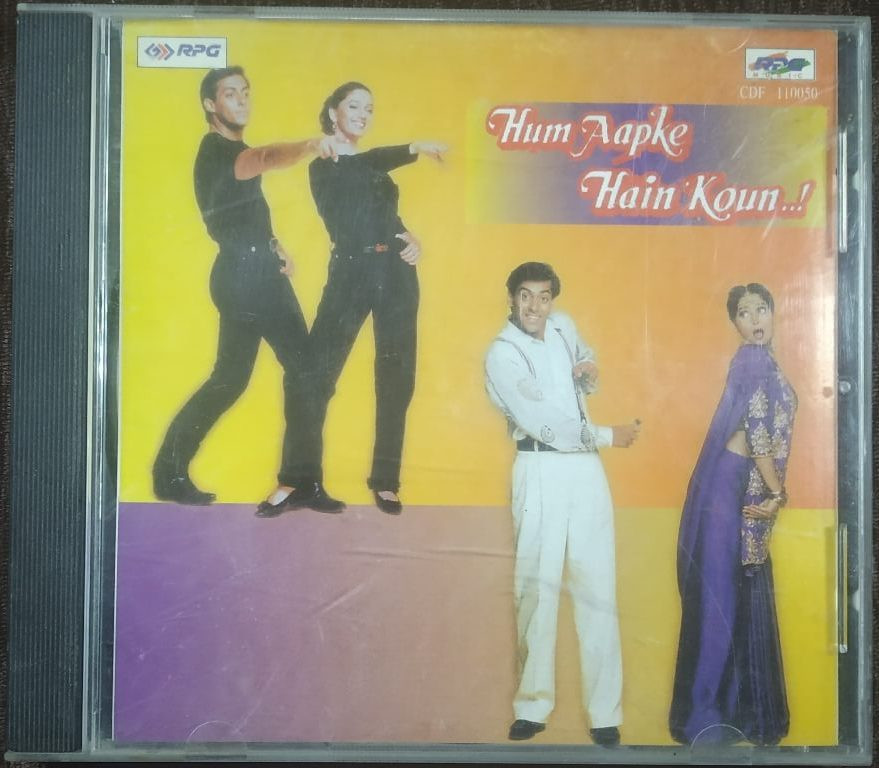 RPG
RPG
MUSIC
CDF 110050
Hum Aapke
Hain Koun..!